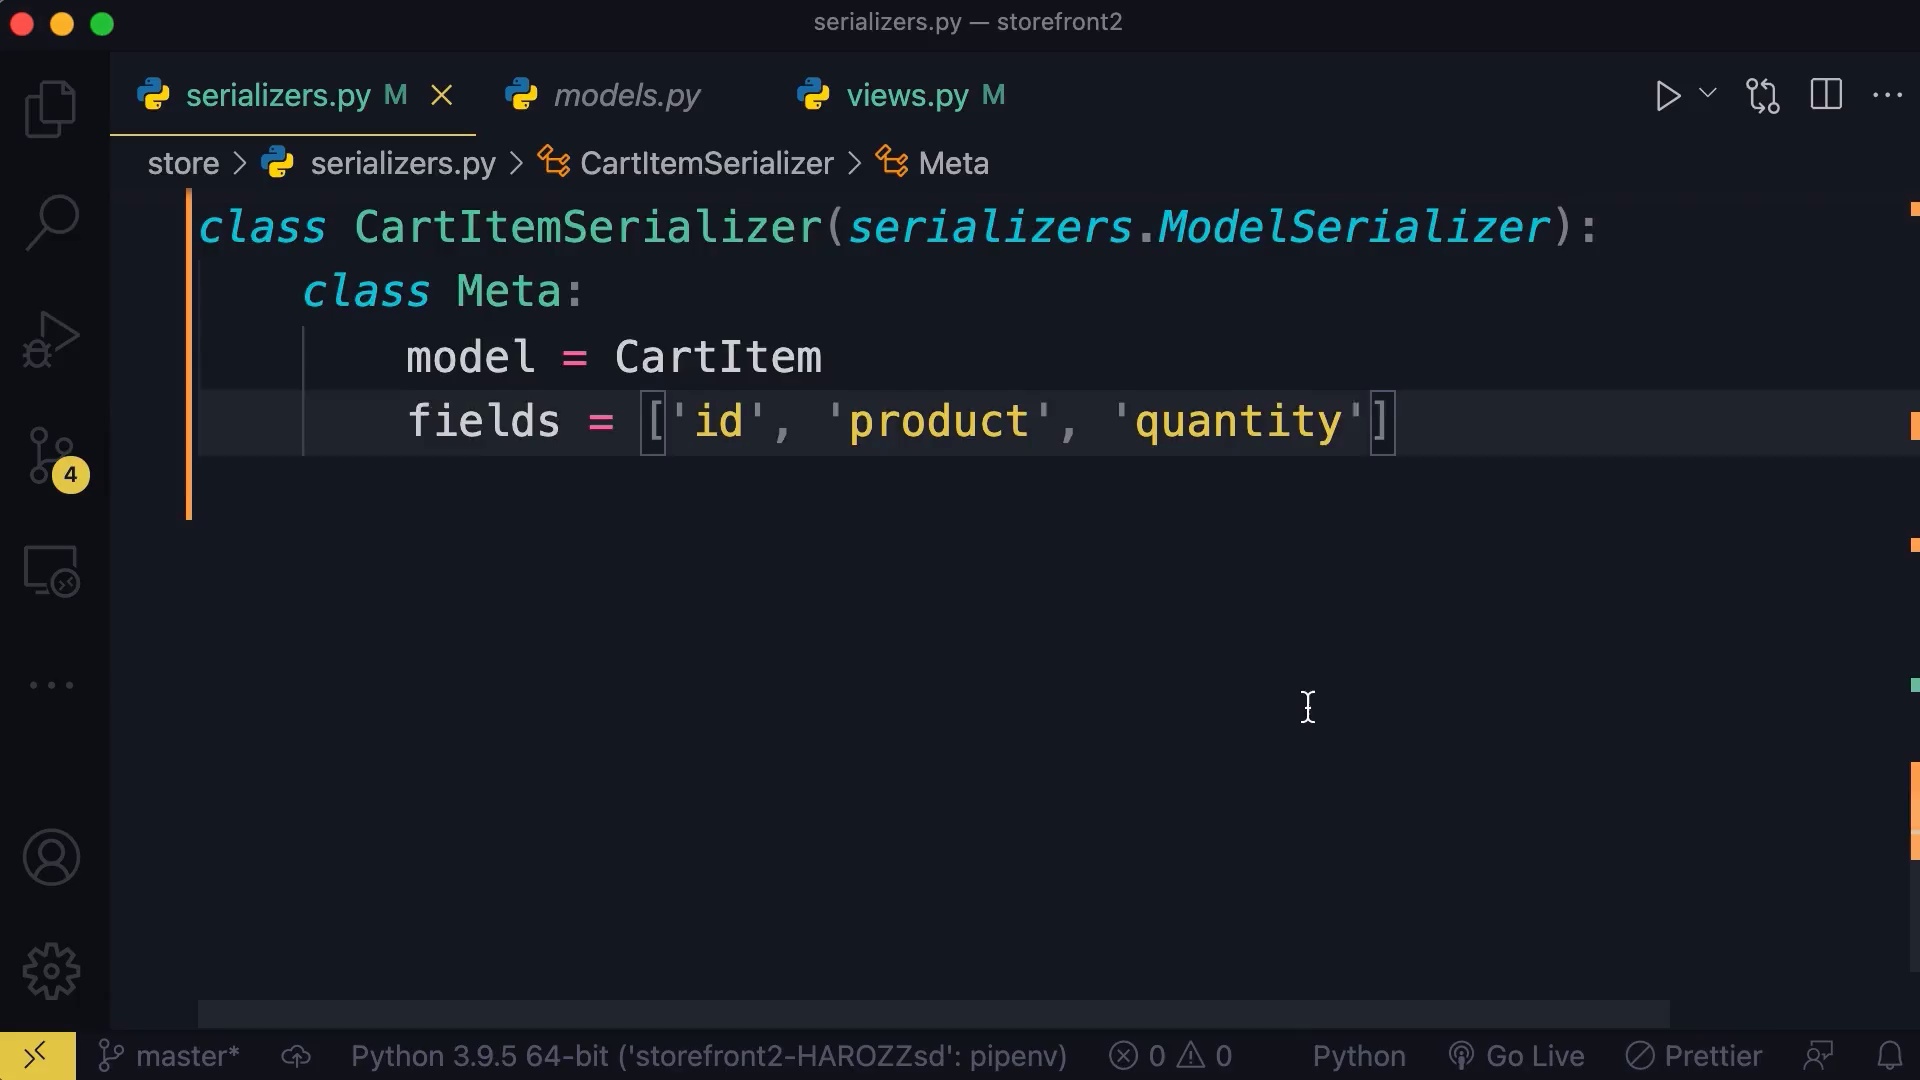 serializers.py — storefront2
serializers.py M models.py views.py M
store > serializers.py > CartItemSerializer > Meta
class CartItemSerializer(serializers.ModelSerializer):
class Meta:
model = CartItem
fields = ['id', 'product', 'quantity']
4
master* Python 3.9.5 64-bit ('storefront2-HAROZZsd': pipenv) 0 0 Python Go Live Prettier